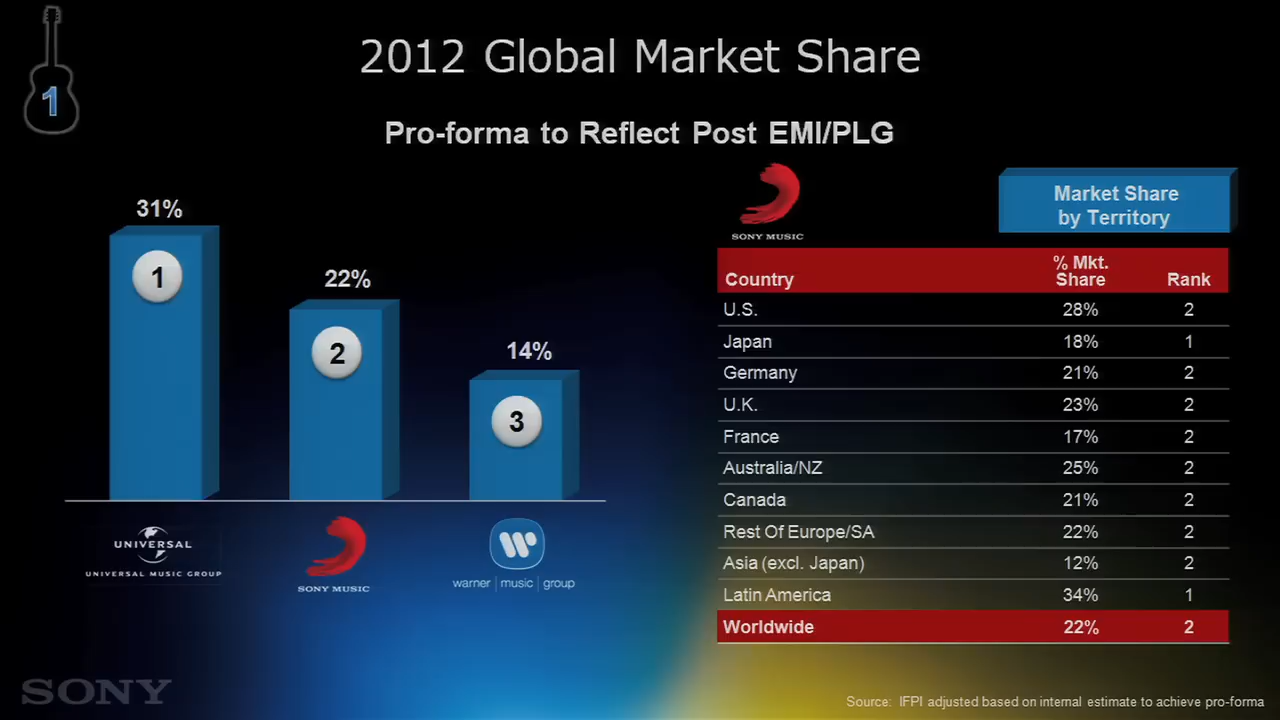 1
2012 Global Market Share
Pro-forma to Reflect Post EMI/PLG
31%
1
22%
2
14%
3
UNIVERSAL
UNIVERSAL MUSIC GROUP
SONY MUSIC
warner | music | group
SONY MUSIC
Market Share
by Territory
Country % Mkt. Share Rank
U.S. 28% 2
Japan 18% 1
Germany 21% 2
U.K. 23% 2
France 17% 2
Australia/NZ 25% 2
Canada 21% 2
Rest Of Europe/SA 22% 2
Asia (excl. Japan) 12% 2
Latin America 34% 1
Worldwide 22% 2
SONY
Source: IFPI adjusted based on internal estimate to achieve pro-forma